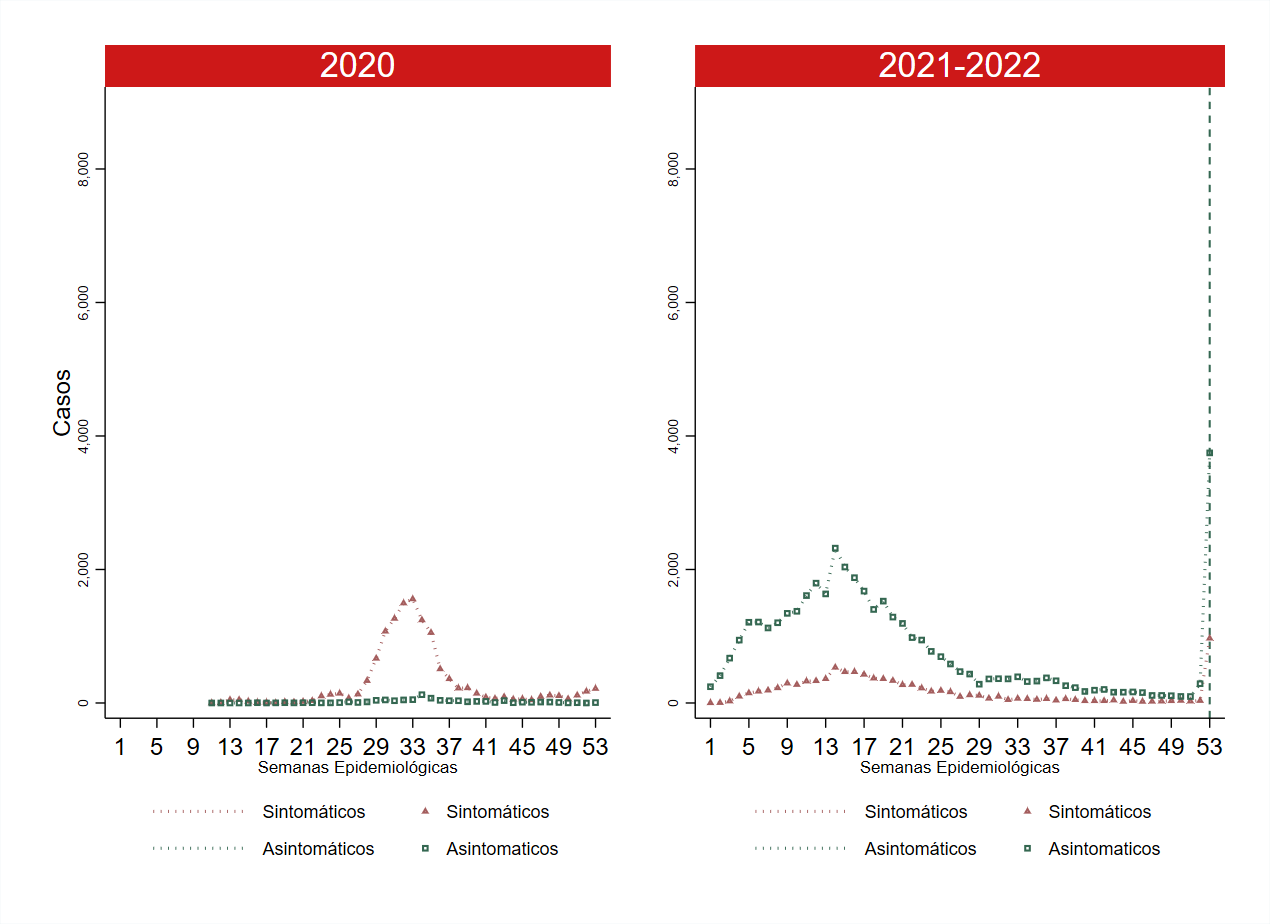 2020
8,000
6,000
4,000
2,000
0
Casos
1 5 9 13 17 21 25 29 33 37 41 45 49 53
Semanas Epidemiológicas
Sintomáticos Sintomáticos
Asintomáticos Asintomaticos
2021-2022
8,000
6,000
4,000
2,000
0
1 5 9 13 17 21 25 29 33 37 41 45 49 53
Semanas Epidemiológicas
Sintomáticos Sintomáticos
Asintomáticos Asintomaticos